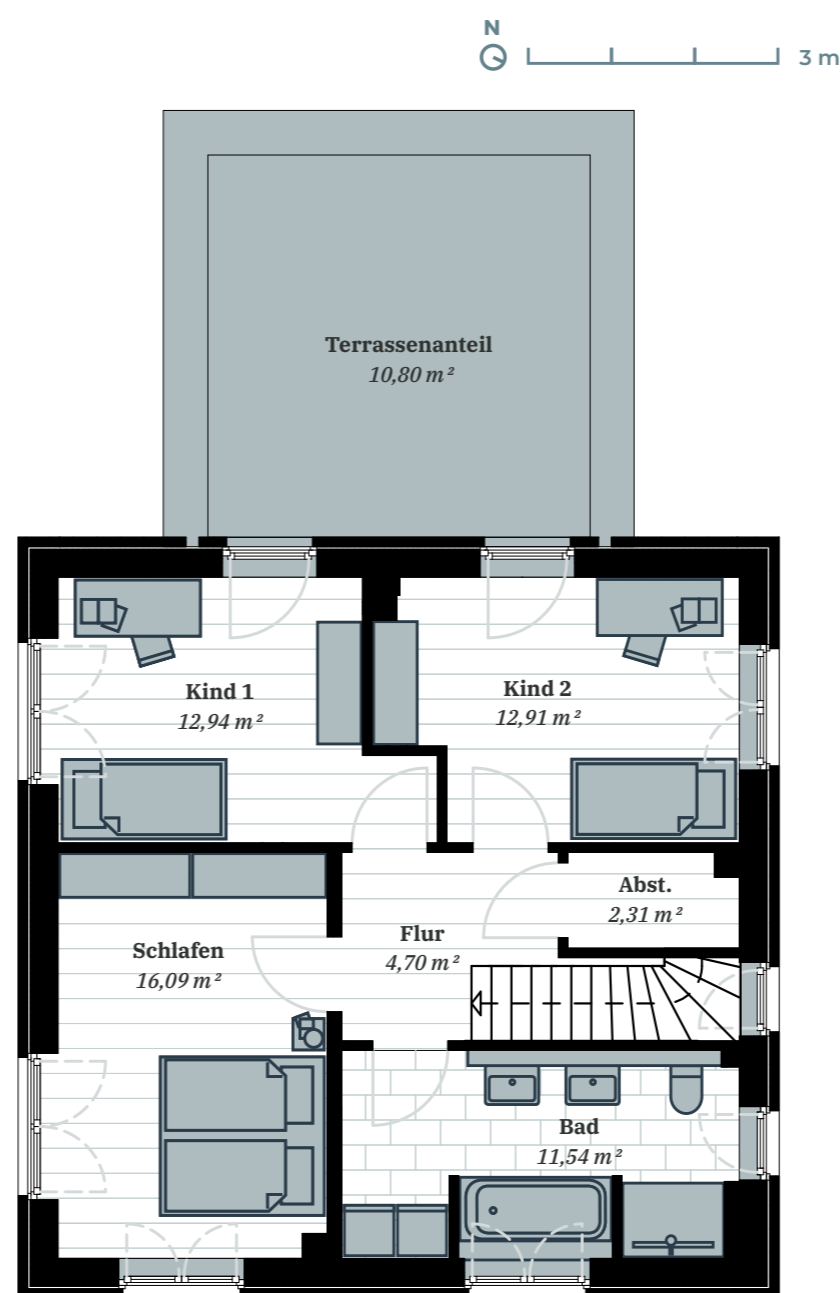 N
3 m
Terrassenanteil
10,80 m²
Kind 1
12,94 m²
Kind 2
12,91 m²
Abst.
2,31 m²
Flur
4,70 m²
Schlafen
16,09 m²
Bad
11,54 m²